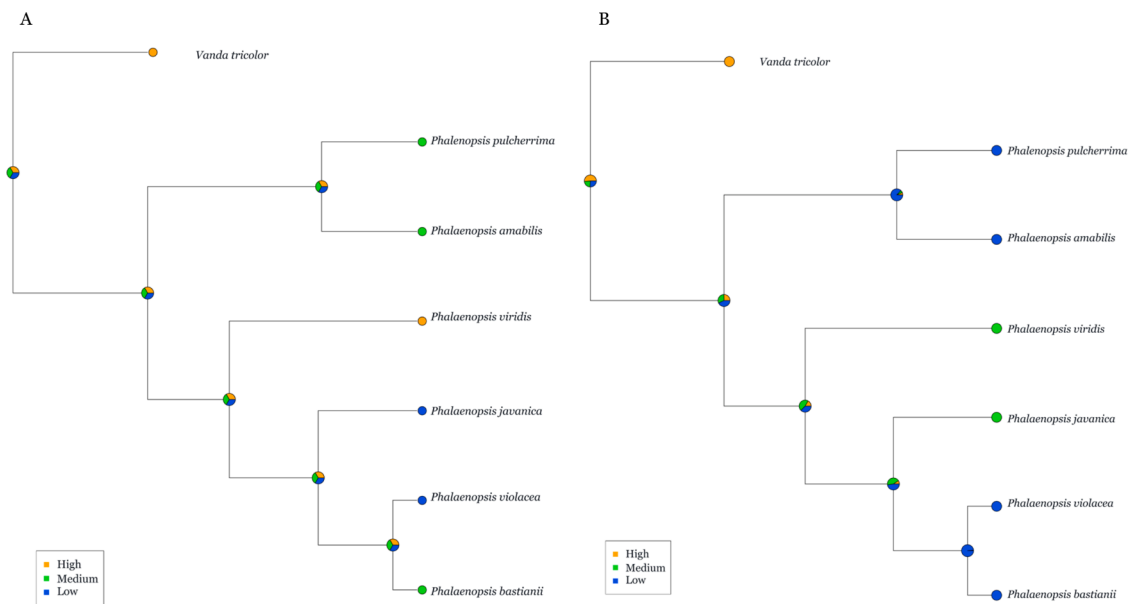 A
Vanda tricolor
Phalenopsis pulcherrima
Phalaenopsis amabilis
Phalaenopsis viridis
Phalaenopsis javanica
Phalaenopsis violacea
Phalaenopsis bastianii
High
Medium
Low
B
Vanda tricolor
Phalenopsis pulcherrima
Phalaenopsis amabilis
Phalaenopsis viridis
Phalaenopsis javanica
Phalaenopsis violacea
Phalaenopsis bastianii
High
Medium
Low